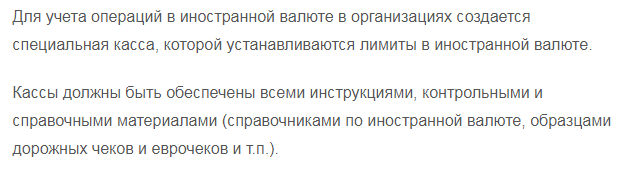 Для учета операций в иностранной валюте в организациях создается
специальная касса, которой устанавливаются лимиты в иностранной валюте.
Кассы должны быть обеспечены всеми инструкциями, контрольными и
справочными материалами (справочниками по иностранной валюте, образцами
дорожных чеков и еврочеков и т.п.).